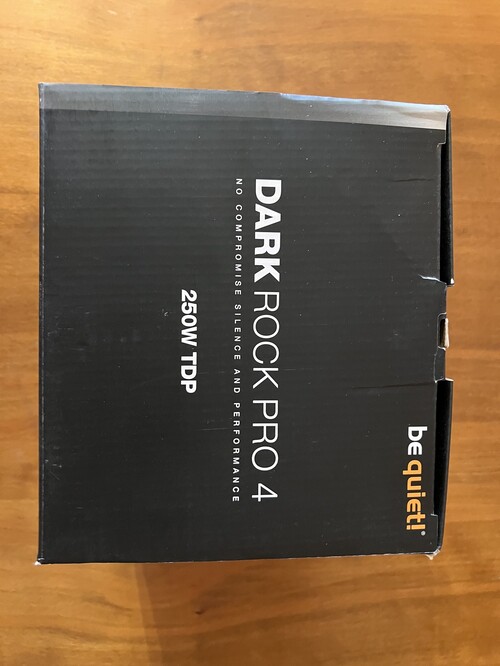 be quiet!®
DARK ROCK PRO 4
NO COMPROMISE SILENCE AND PERFORMANCE
250W TDP